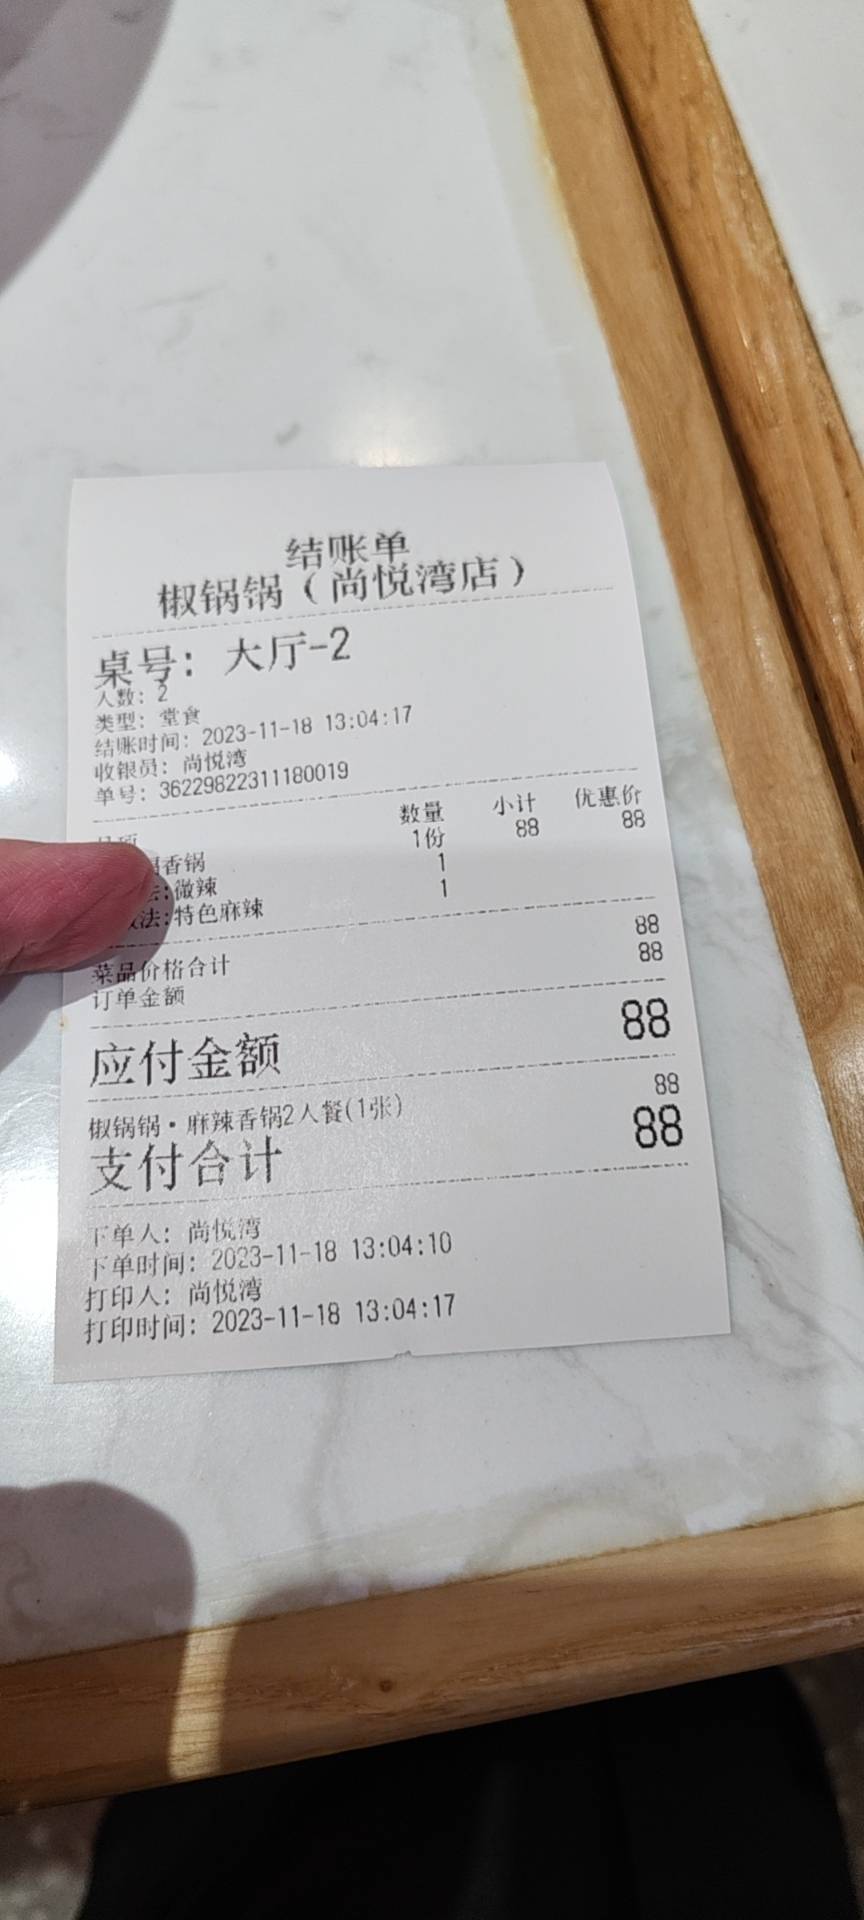 结账单
椒锅锅（尚悦湾店）
桌号：大厅-2
人数：2
类型：堂食
结账时间：2023-11-18 13:04:17
收银员：尚悦湾
单号：36229822311180019
数量 小计 优惠价
香锅 1份 88 88
:微辣 1
法:特色麻辣 1
菜品价格合计 88
订单金额 88
应付金额 88
椒锅锅·麻辣香锅2人餐(1张) 88
支付合计 88
下单人：尚悦湾
下单时间：2023-11-18 13:04:10
打印人：尚悦湾
打印时间：2023-11-18 13:04:17